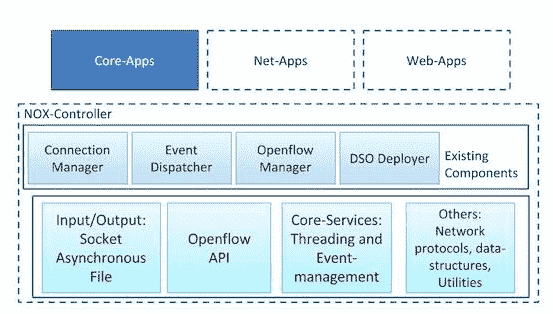 Core-Apps
Net-Apps
Web-Apps
NOX-Controller
Connection
Manager
Event
Dispatcher
Openflow
Manager
DSO Deployer
Existing
Components
Input/Output:
Socket
Asynchronous
File
Openflow
API
Core-Services:
Threading and
Event-
management
Others:
Network
protocols, data-
structures,
Utilities